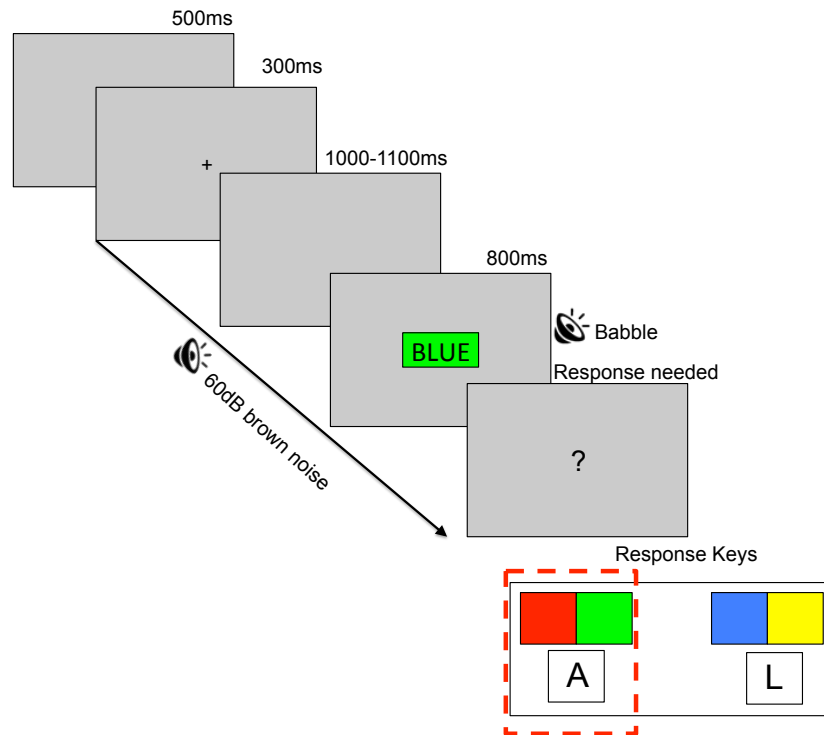 500ms
300ms
+
1000-1100ms
800ms
BLUE
Babble
60dB brown noise
Response needed
?
Response Keys
A
L